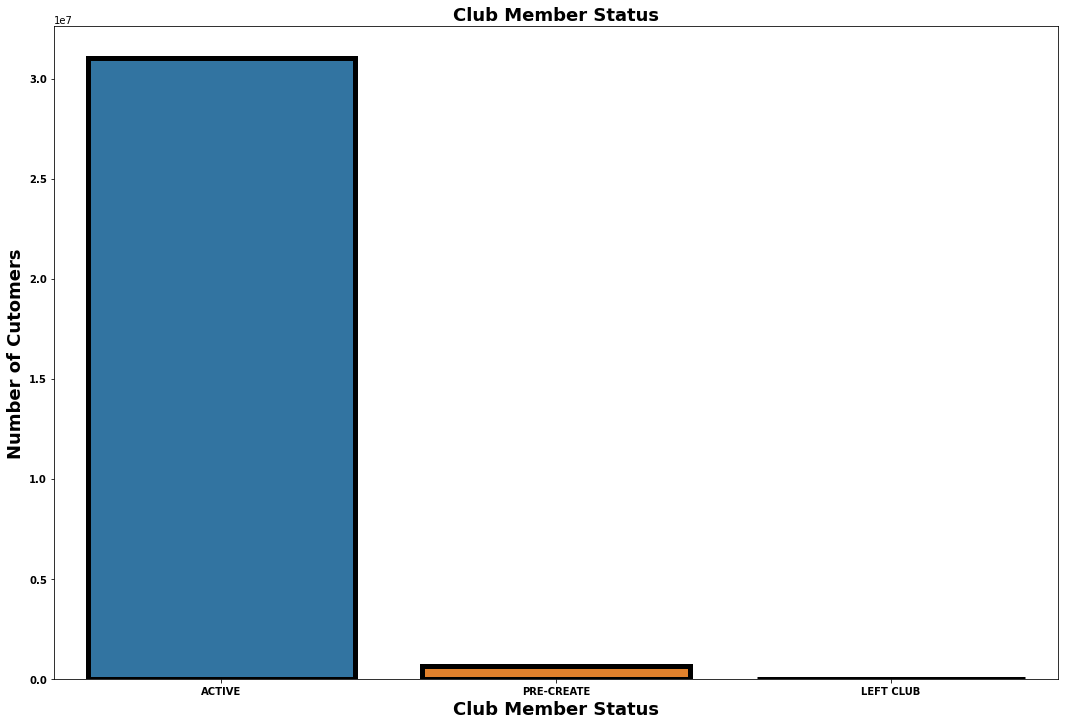 Club Member Status
1e7
3.0
2.5
2.0
1.5
1.0
0.5
0.0
Number of Cutomers
ACTIVE
PRE-CREATE
LEFT CLUB
Club Member Status